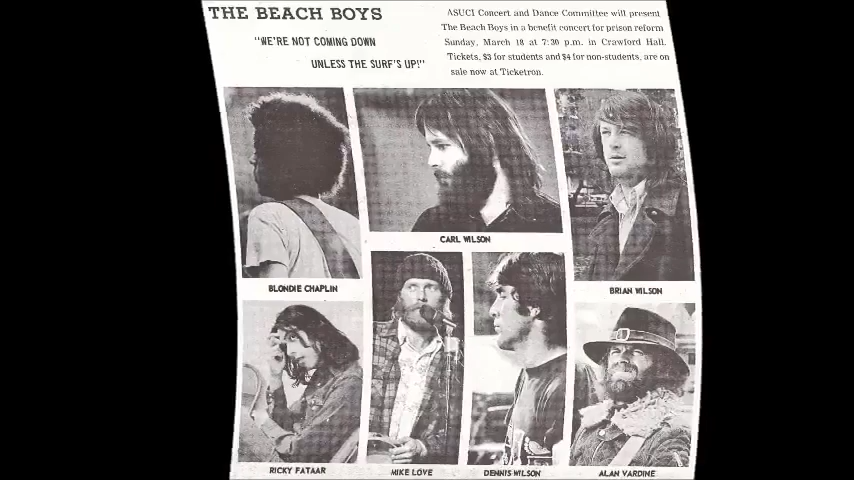 THE BEACH BOYS
"WE'RE NOT COMING DOWN
UNLESS THE SURF'S UP!"
ASUCI Concert and Dance Committee will present
The Beach Boys in a benefit concert for prison reform
Sunday, March 18 at 7:30 p.m. in Crawford Hall.
Tickets, $3 for students and $4 for non-students, are on
sale now at Ticketron.
BLONDIE CHAPLIN
CARL WILSON
BRIAN WILSON
RICKY FATAAR
MIKE LOVE
DENNIS WILSON
ALAN VARDINE